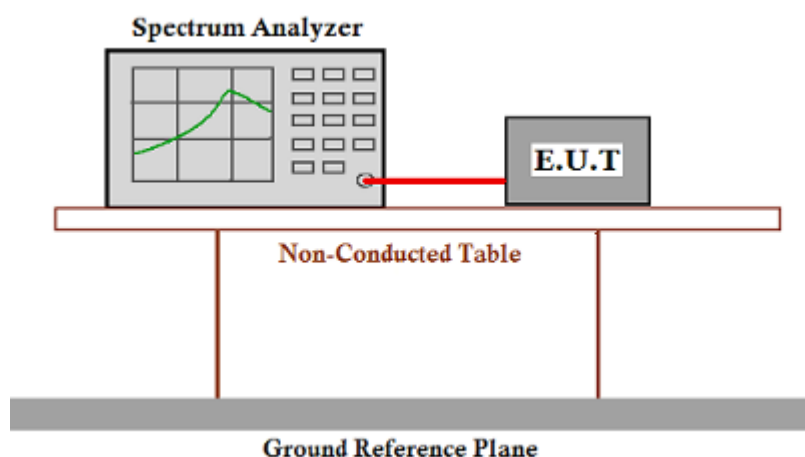 Spectrum Analyzer
E.U.T
Non-Conducted Table
Ground Reference Plane